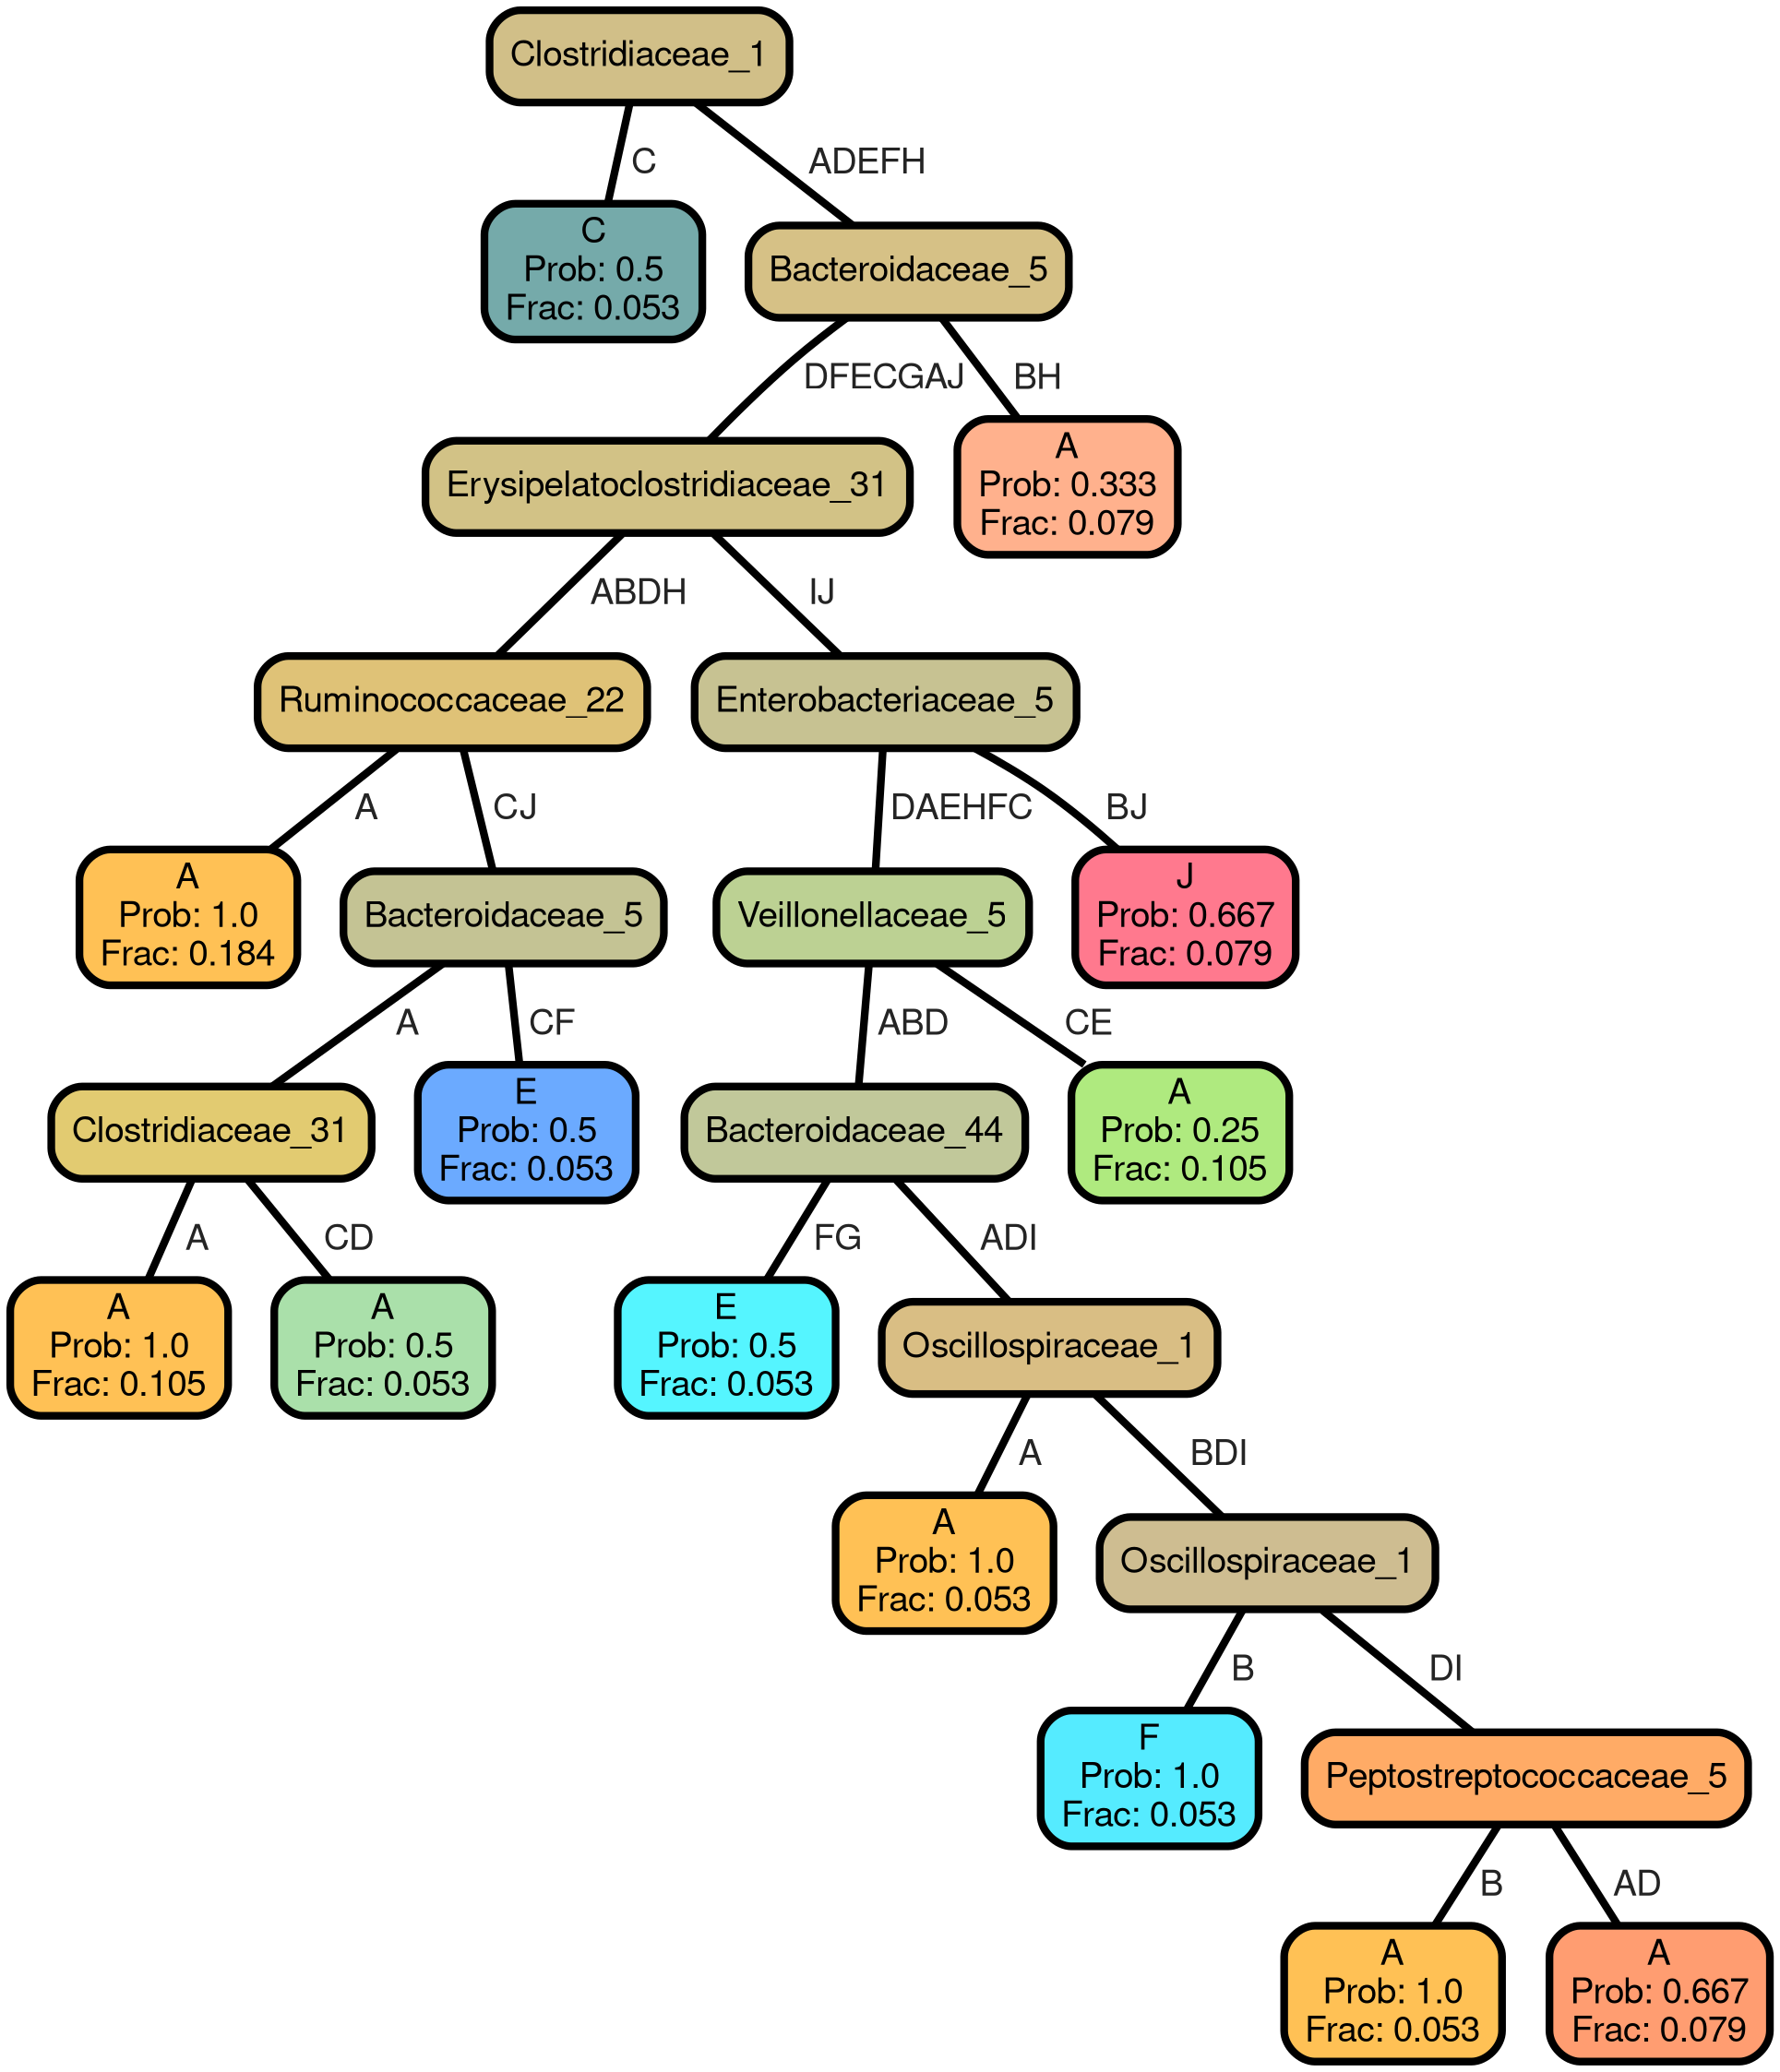 Clostridiaceae_1
C
ADEFH
C
Prob: 0.5
Frac: 0.053
Bacteroidaceae_5
DFECGAJ
BH
Erysipelatoclostridiaceae_31
A
Prob: 0.333
Frac: 0.079
ABDH
IJ
Ruminococcaceae_22
Enterobacteriaceae_5
A
CJ
DAEHFC
BJ
A
Prob: 1.0
Frac: 0.184
Bacteroidaceae_5
Veillonellaceae_5
J
Prob: 0.667
Frac: 0.079
A
CF
ABD
CE
Clostridiaceae_31
E
Prob: 0.5
Frac: 0.053
Bacteroidaceae_44
A
Prob: 0.25
Frac: 0.105
A
CD
FG
ADI
A
Prob: 1.0
Frac: 0.105
A
Prob: 0.5
Frac: 0.053
E
Prob: 0.5
Frac: 0.053
Oscillospiraceae_1
A
BDI
A
Prob: 1.0
Frac: 0.053
Oscillospiraceae_1
B
DI
F
Prob: 1.0
Frac: 0.053
Peptostreptococcaceae_5
B
AD
A
Prob: 1.0
Frac: 0.053
A
Prob: 0.667
Frac: 0.079